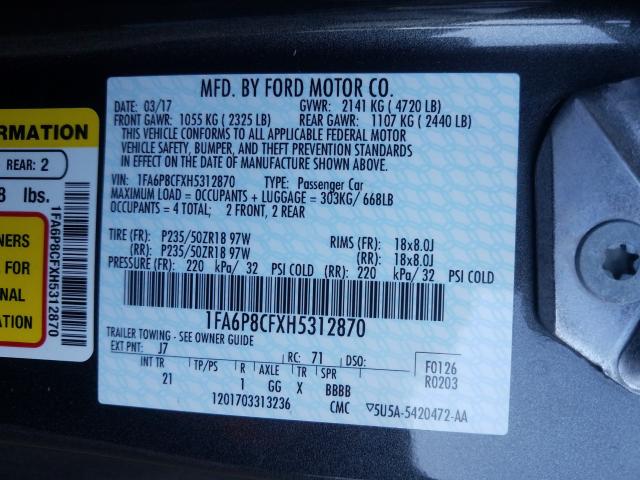 MFD. BY FORD MOTOR CO.
DATE: 03/17 GVWR: 2141 KG ( 4720 LB)
FRONT GAWR: 1055 KG ( 2325 LB) REAR GAWR: 1107 KG ( 2440 LB)
THIS VEHICLE CONFORMS TO ALL APPLICABLE FEDERAL MOTOR
VEHICLE SAFETY, BUMPER, AND THEFT PREVENTION STANDARDS
IN EFFECT ON THE DATE OF MANUFACTURE SHOWN ABOVE.
VIN: 1FA6P8CFXH5312870 TYPE: Passenger Car
MAXIMUM LOAD = OCCUPANTS + LUGGAGE = 303KG/ 668LB
OCCUPANTS = 4 TOTAL; 2 FRONT, 2 REAR
TIRE (FR): P235/50ZR18 97W RIMS (FR): 18x8.0J
(RR): P235/50ZR18 97W (RR): 18x8.0J
PRESSURE (FR): 220 kPa/ 32 PSI COLD (RR): 220 kPa/ 32 PSI COLD
1FA6P8CFXH5312870
TRAILER TOWING - SEE OWNER GUIDE
EXT PNT: J7 RC: 71 DSO:
INT TR TP/PS R AXLE TR SPR
21 1 GG X BBBB
F0126
R0203
1201703313236 CMC ▽5U5A-5420472-AA
ORMATION
REAR: 2
8 lbs.
NERS
FOR
NAL
N
1FA6P8CFXH5312870